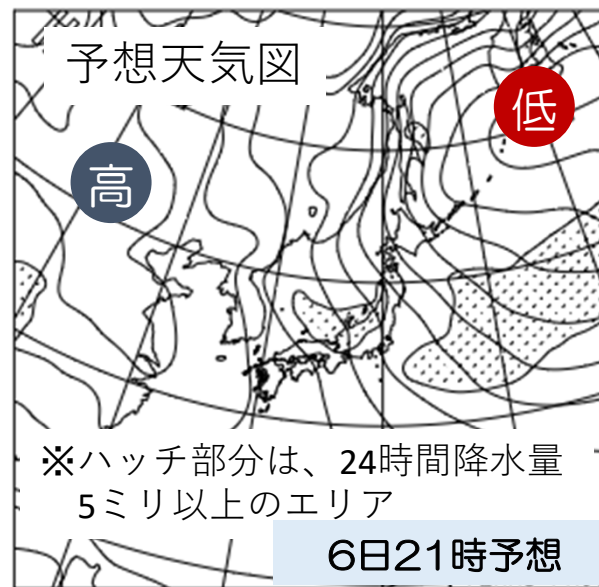 予想天気図
低
高
※ハッチ部分は、24時間降水量
5ミリ以上のエリア
6日21時予想